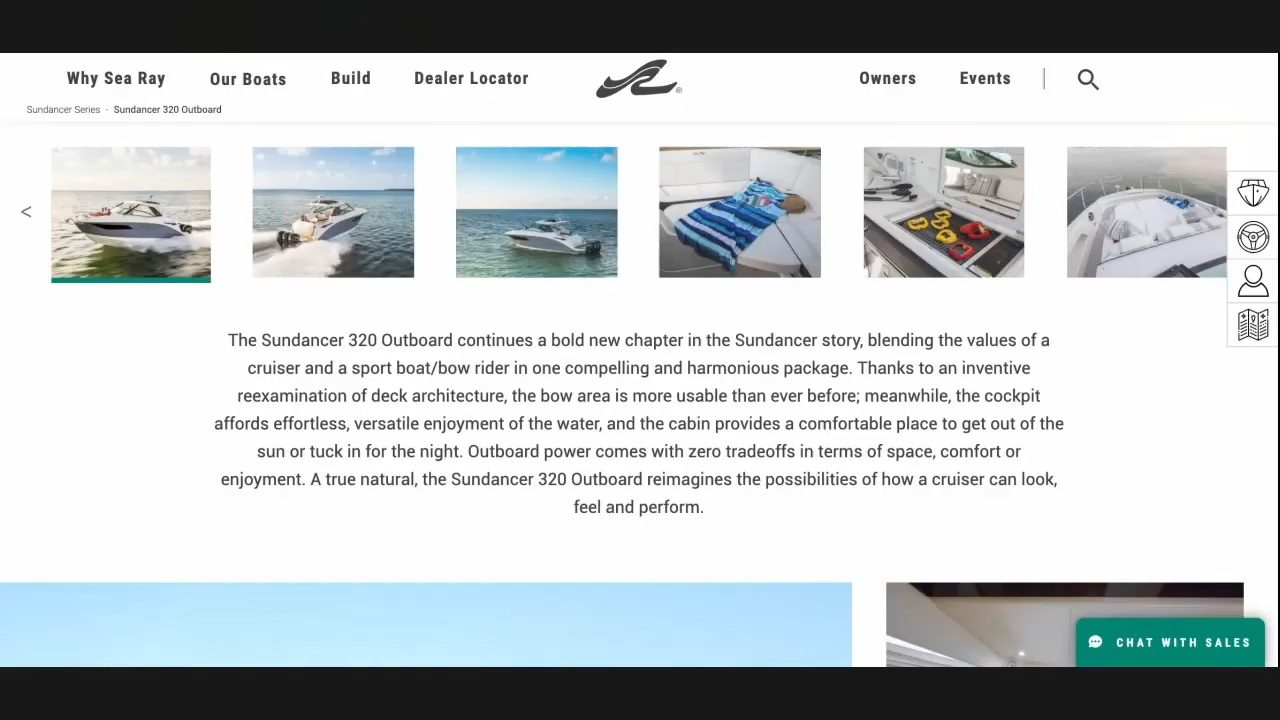 Why Sea Ray Our Boats Build Dealer Locator Owners Events
Sundancer Series · Sundancer 320 Outboard
<
The Sundancer 320 Outboard continues a bold new chapter in the Sundancer story, blending the values of a
cruiser and a sport boat/bow rider in one compelling and harmonious package. Thanks to an inventive
reexamination of deck architecture, the bow area is more usable than ever before; meanwhile, the cockpit
affords effortless, versatile enjoyment of the water, and the cabin provides a comfortable place to get out of the
sun or tuck in for the night. Outboard power comes with zero tradeoffs in terms of space, comfort or
enjoyment. A true natural, the Sundancer 320 Outboard reimagines the possibilities of how a cruiser can look,
feel and perform.
CHAT WITH SALES